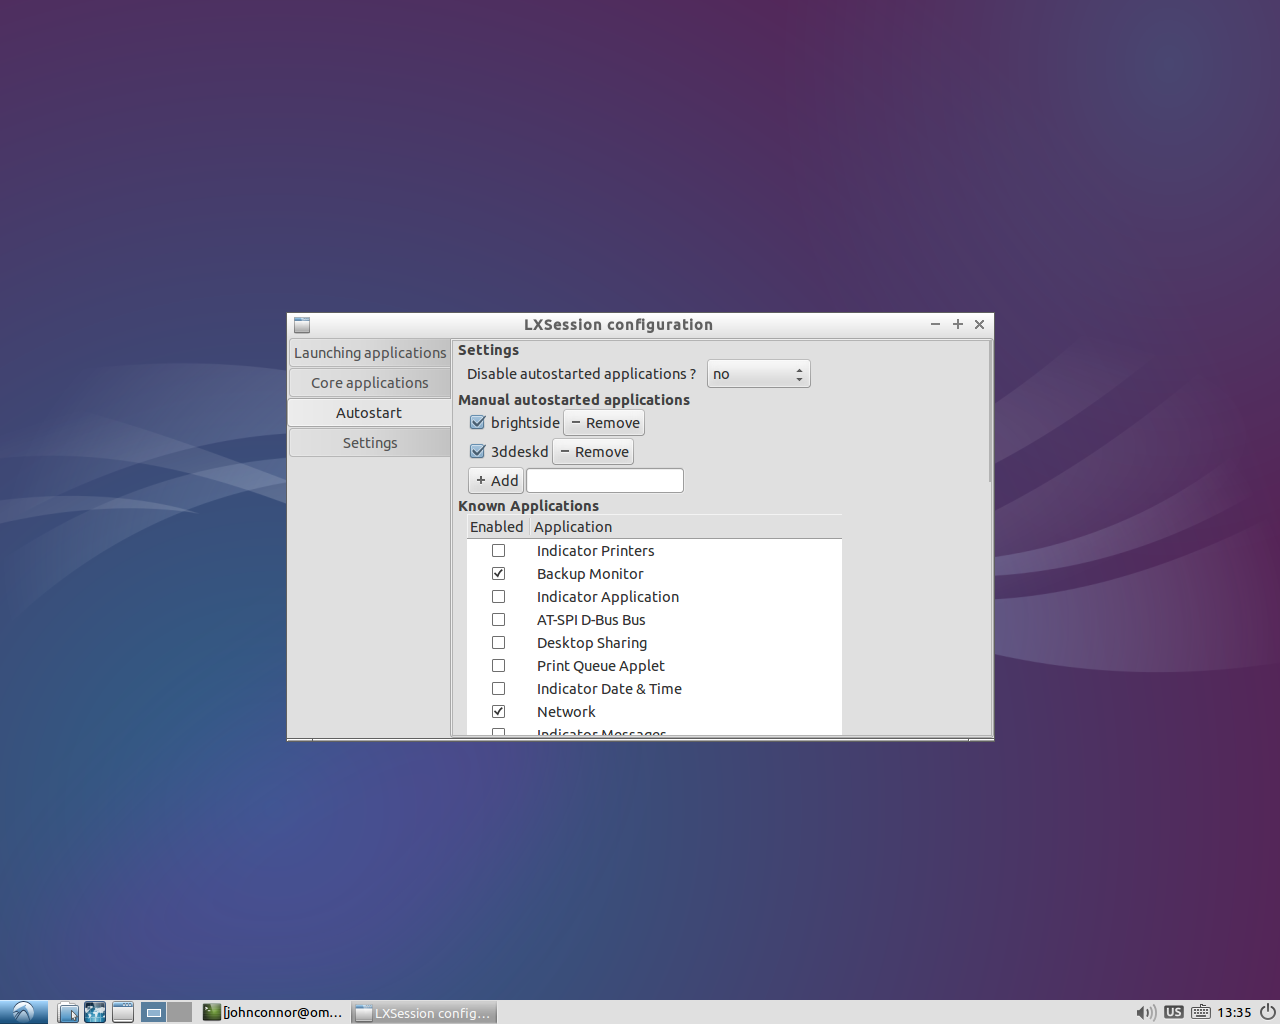 LXSession configuration
Launching applications
Core applications
Autostart
Settings
Settings
Disable autostarted applications ? no
Manual autostarted applications
brightside Remove
3ddeskd Remove
Add
Known Applications
Enabled Application
Indicator Printers
Backup Monitor
Indicator Application
AT-SPI D-Bus Bus
Desktop Sharing
Print Queue Applet
Indicator Date & Time
Network
Indicator Messages
[johnconnor@om... LXSession config... US 13:35